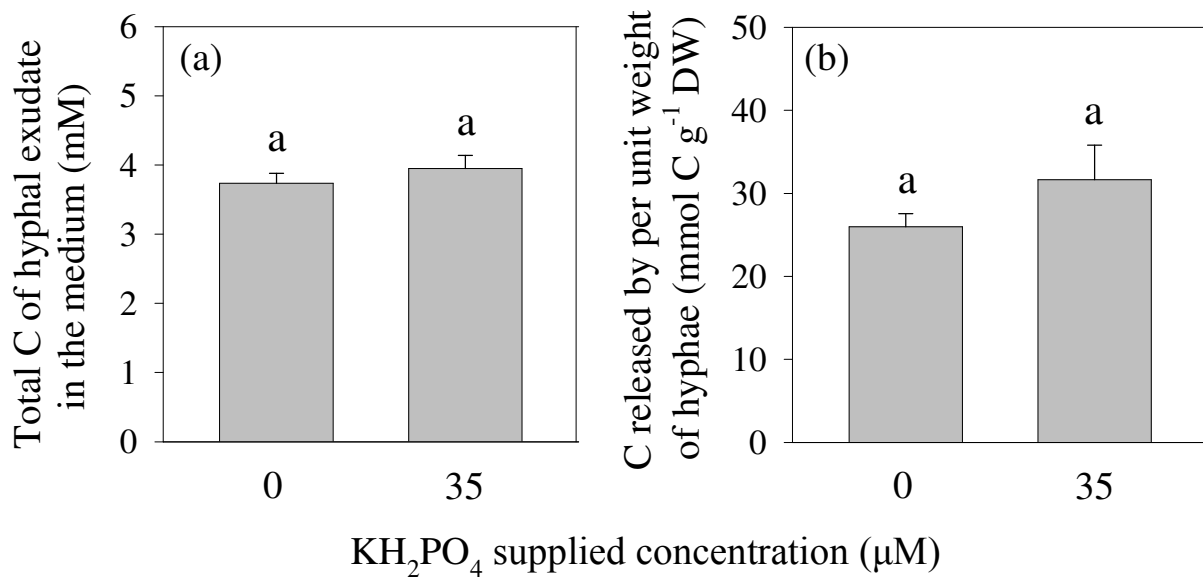 Total C of hyphal exudate
in the medium (mM)
6
5
4
3
2
1
0
(a)
a
a
0
35
C released by per unit weight
of hyphae (mmol C g⁻¹ DW)
50
40
30
20
10
0
(b)
a
a
0
35
KH₂PO₄ supplied concentration (μM)